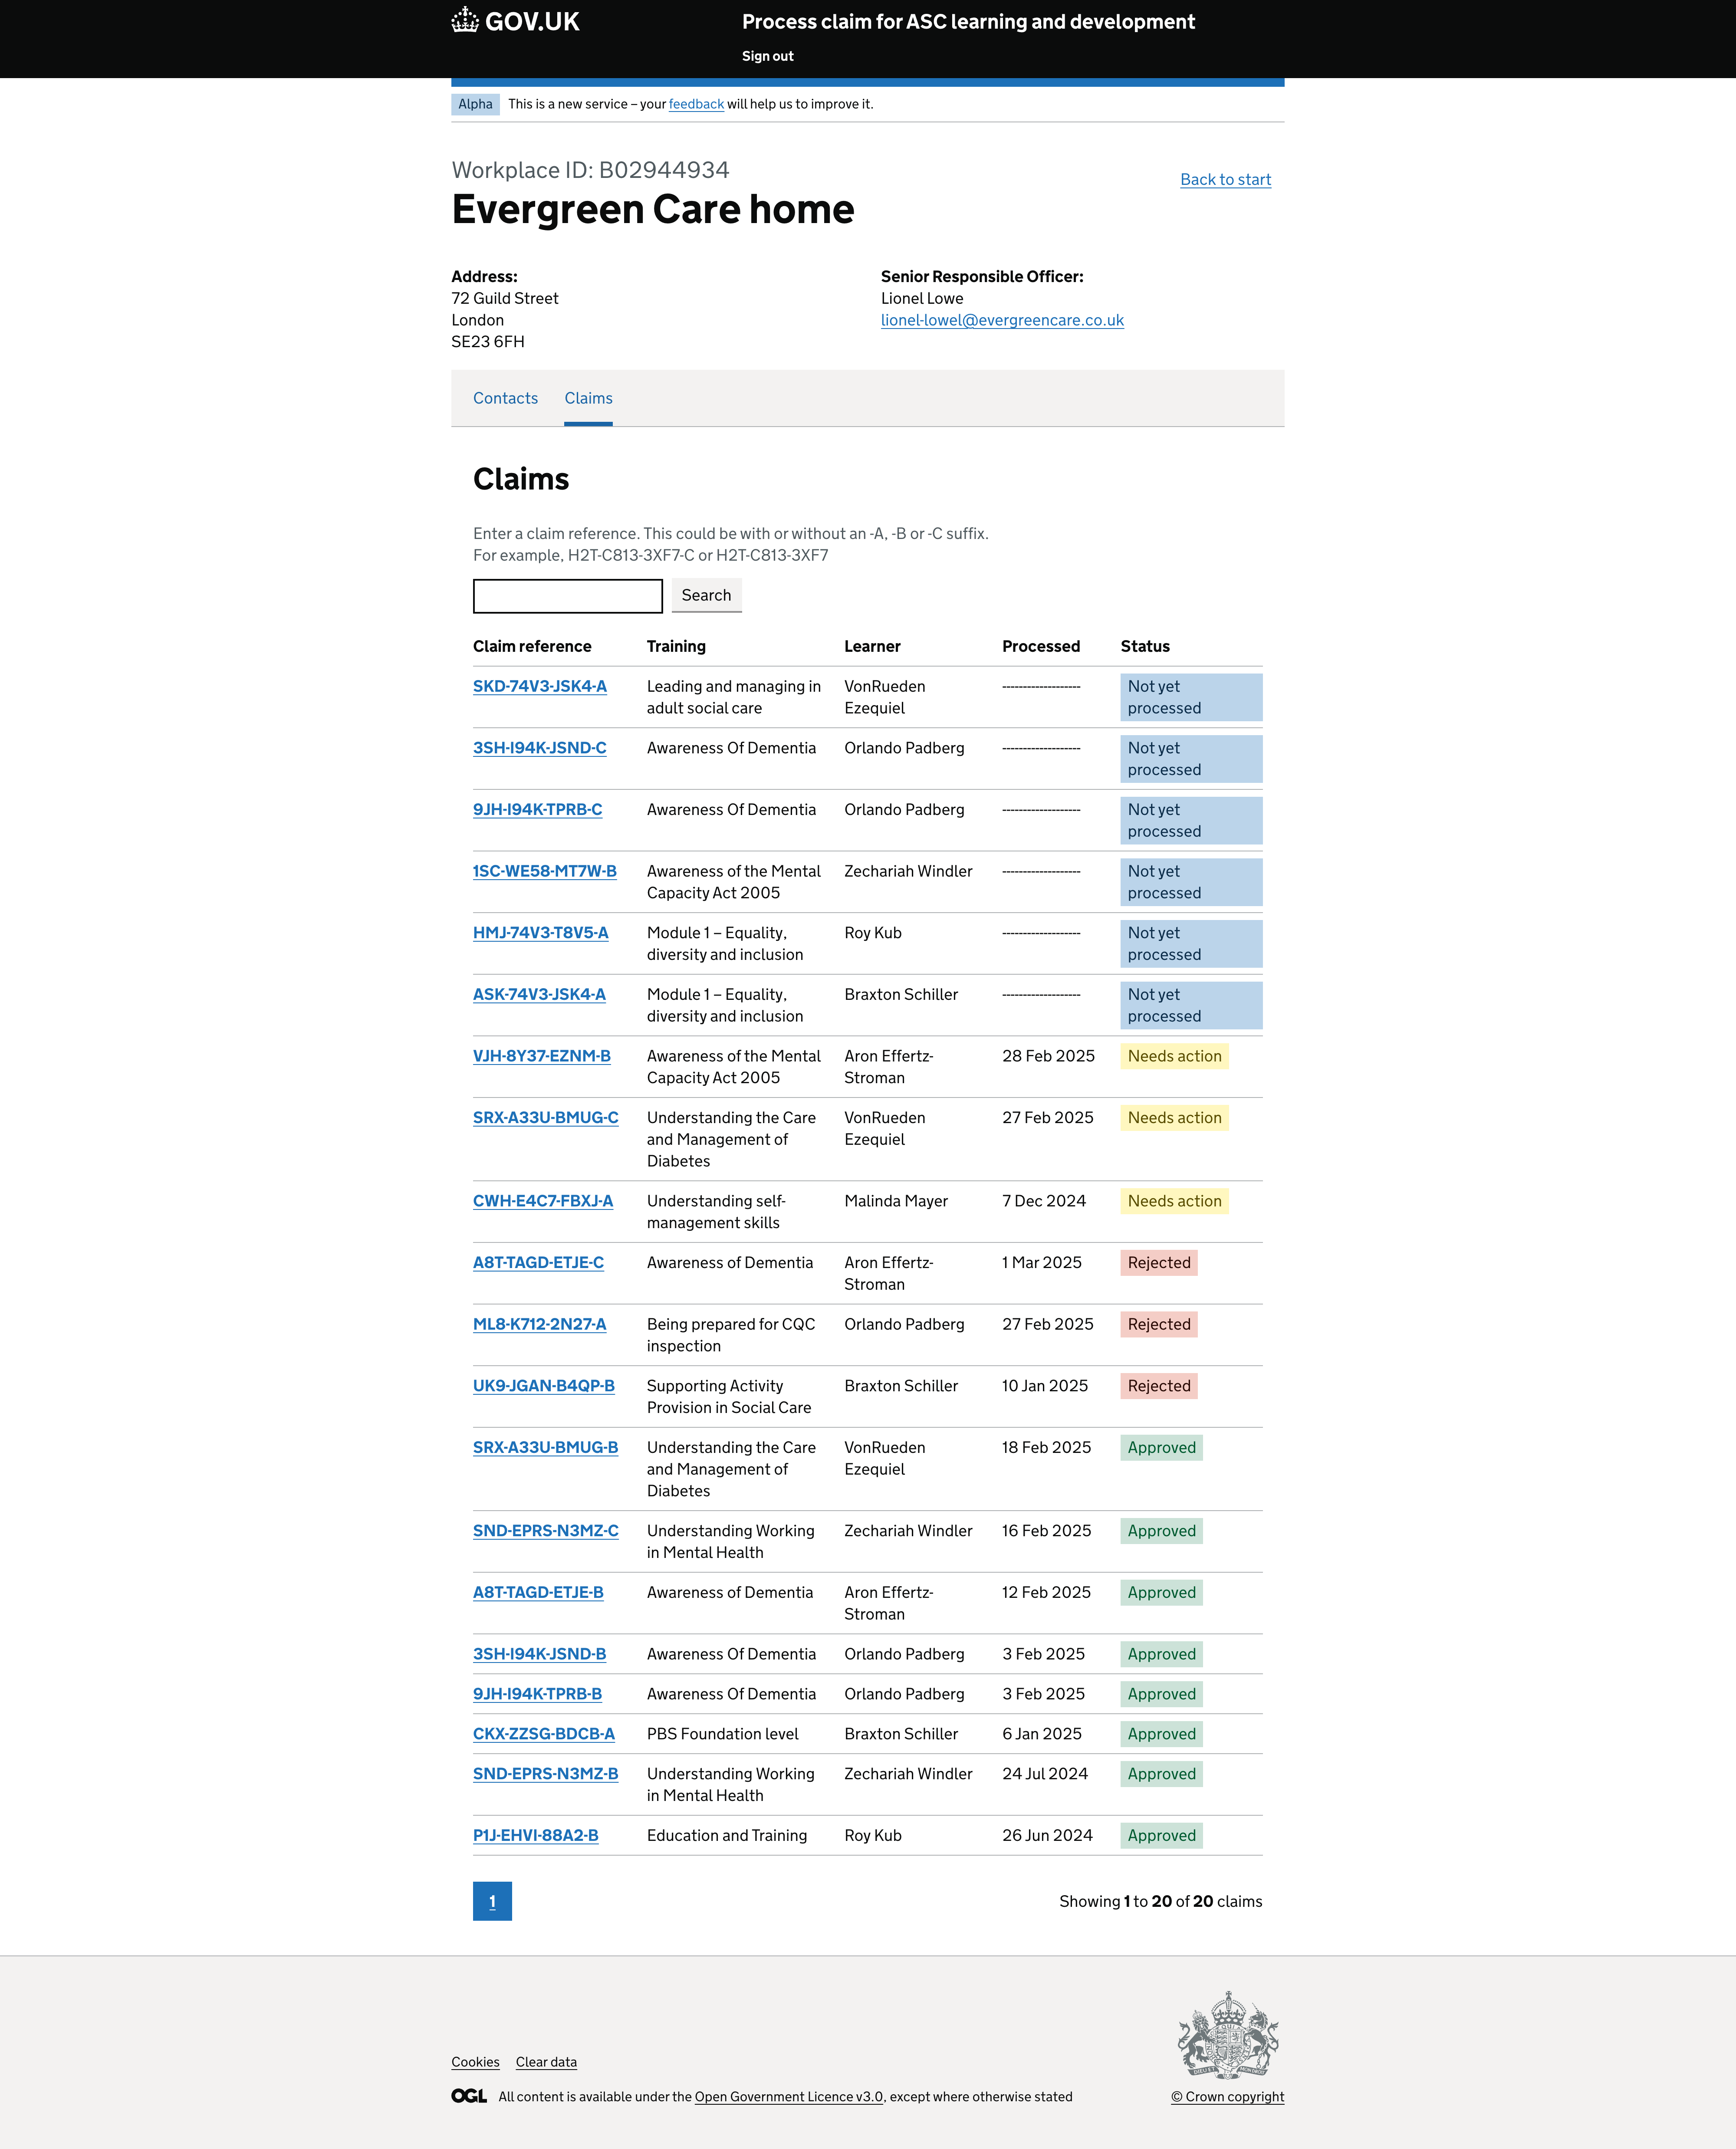 GOV.UK
Process claim for ASC learning and development
Sign out
Alpha This is a new service – your feedback will help us to improve it.
Workplace ID: B02944934
Back to start
Evergreen Care home
Address:
72 Guild Street
London
SE23 6FH
Senior Responsible Officer:
Lionel Lowe
lionel-lowel@evergreencare.co.uk
Contacts Claims
Claims
Enter a claim reference. This could be with or without an -A, -B or -C suffix.
For example, H2T-C813-3XF7-C or H2T-C813-3XF7
Search
Claim reference Training Learner Processed Status
SKD-74V3-JSK4-A Leading and managing in VonRueden ------------------- Not yet
adult social care Ezequiel processed
3SH-I94K-JSND-C Awareness Of Dementia Orlando Padberg ------------------- Not yet
processed
9JH-I94K-TPRB-C Awareness Of Dementia Orlando Padberg ------------------- Not yet
processed
1SC-WE58-MT7W-B Awareness of the Mental Zechariah Windler ------------------- Not yet
Capacity Act 2005 processed
HMJ-74V3-T8V5-A Module 1 – Equality, Roy Kub ------------------- Not yet
diversity and inclusion processed
ASK-74V3-JSK4-A Module 1 – Equality, Braxton Schiller ------------------- Not yet
diversity and inclusion processed
VJH-8Y37-EZNM-B Awareness of the Mental Aron Effertz- 28 Feb 2025 Needs action
Capacity Act 2005 Stroman
SRX-A33U-BMUG-C Understanding the Care VonRueden 27 Feb 2025 Needs action
and Management of Ezequiel
Diabetes
CWH-E4C7-FBXJ-A Understanding self- Malinda Mayer 7 Dec 2024 Needs action
management skills
A8T-TAGD-ETJE-C Awareness of Dementia Aron Effertz- 1 Mar 2025 Rejected
Stroman
ML8-K712-2N27-A Being prepared for CQC Orlando Padberg 27 Feb 2025 Rejected
inspection
UK9-JGAN-B4QP-B Supporting Activity Braxton Schiller 10 Jan 2025 Rejected
Provision in Social Care
SRX-A33U-BMUG-B Understanding the Care VonRueden 18 Feb 2025 Approved
and Management of Ezequiel
Diabetes
SND-EPRS-N3MZ-C Understanding Working Zechariah Windler 16 Feb 2025 Approved
in Mental Health
A8T-TAGD-ETJE-B Awareness of Dementia Aron Effertz- 12 Feb 2025 Approved
Stroman
3SH-I94K-JSND-B Awareness Of Dementia Orlando Padberg 3 Feb 2025 Approved
9JH-I94K-TPRB-B Awareness Of Dementia Orlando Padberg 3 Feb 2025 Approved
CKX-ZZSG-BDCB-A PBS Foundation level Braxton Schiller 6 Jan 2025 Approved
SND-EPRS-N3MZ-B Understanding Working Zechariah Windler 24 Jul 2024 Approved
in Mental Health
P1J-EHVI-88A2-B Education and Training Roy Kub 26 Jun 2024 Approved
1 Showing 1 to 20 of 20 claims
Cookies Clear data
OGL All content is available under the Open Government Licence v3.0, except where otherwise stated
© Crown copyright